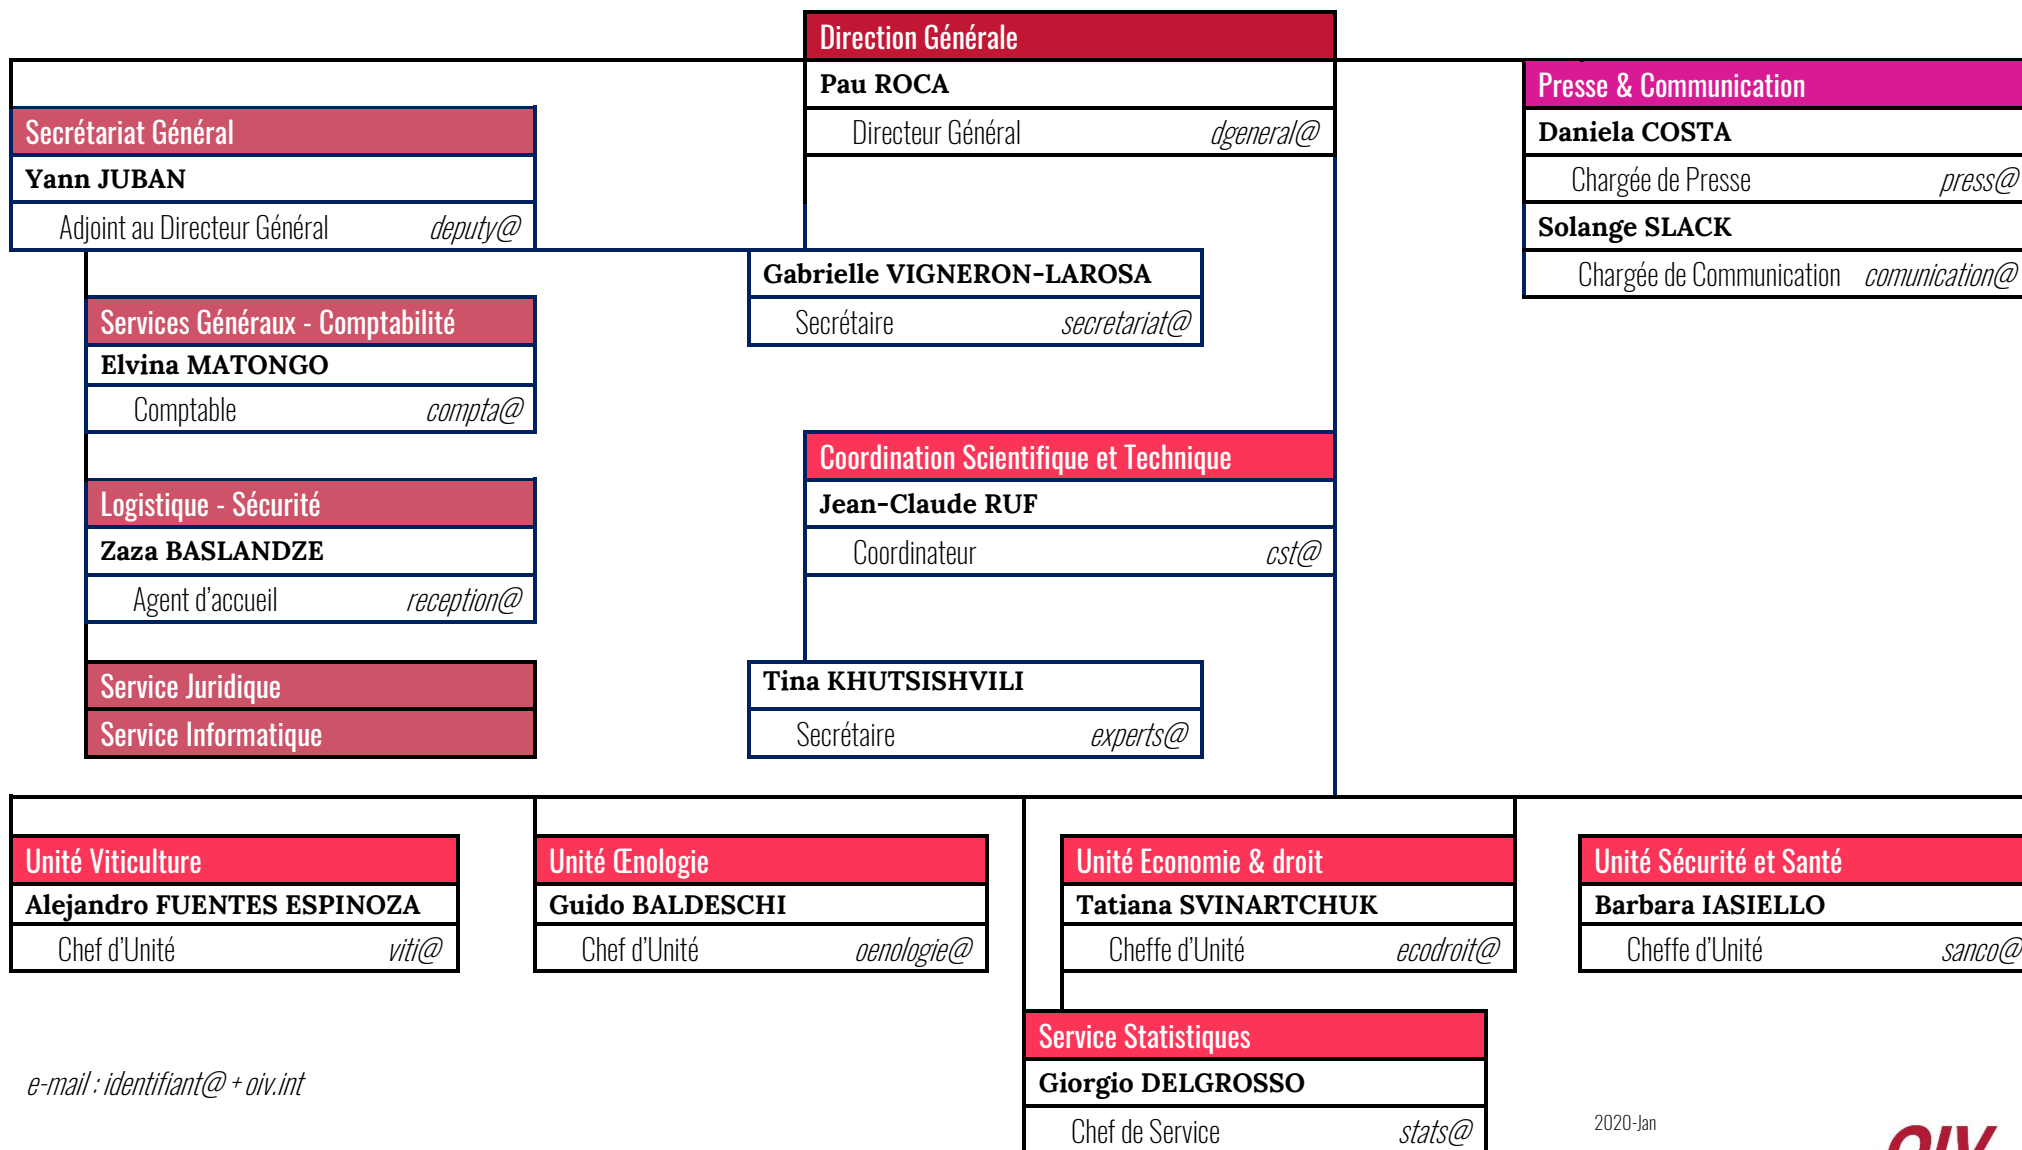 Direction Générale
Pau ROCA
Directeur Général dgeneral@
Presse & Communication
Daniela COSTA
Chargée de Presse press@
Solange SLACK
Chargée de Communication comunication@
Secrétariat Général
Yann JUBAN
Adjoint au Directeur Général deputy@
Gabrielle VIGNERON-LAROSA
Secrétaire secretariat@
Services Généraux - Comptabilité
Elvina MATONGO
Comptable compta@
Logistique - Sécurité
Zaza BASLANDZE
Agent d'accueil reception@
Service Juridique
Service Informatique
Coordination Scientifique et Technique
Jean-Claude RUF
Coordinateur cst@
Tina KHUTSISHVILI
Secrétaire experts@
Unité Viticulture
Alejandro FUENTES ESPINOZA
Chef d'Unité viti@
Unité Œnologie
Guido BALDESCHI
Chef d'Unité oenologie@
Unité Economie & droit
Tatiana SVINARTCHUK
Cheffe d'Unité ecodroit@
Unité Sécurité et Santé
Barbara IASIELLO
Cheffe d'Unité sanco@
Service Statistiques
Giorgio DELGROSSO
Chef de Service stats@
e-mail : identifiant@ + oiv.int
2020-Jan
OIV